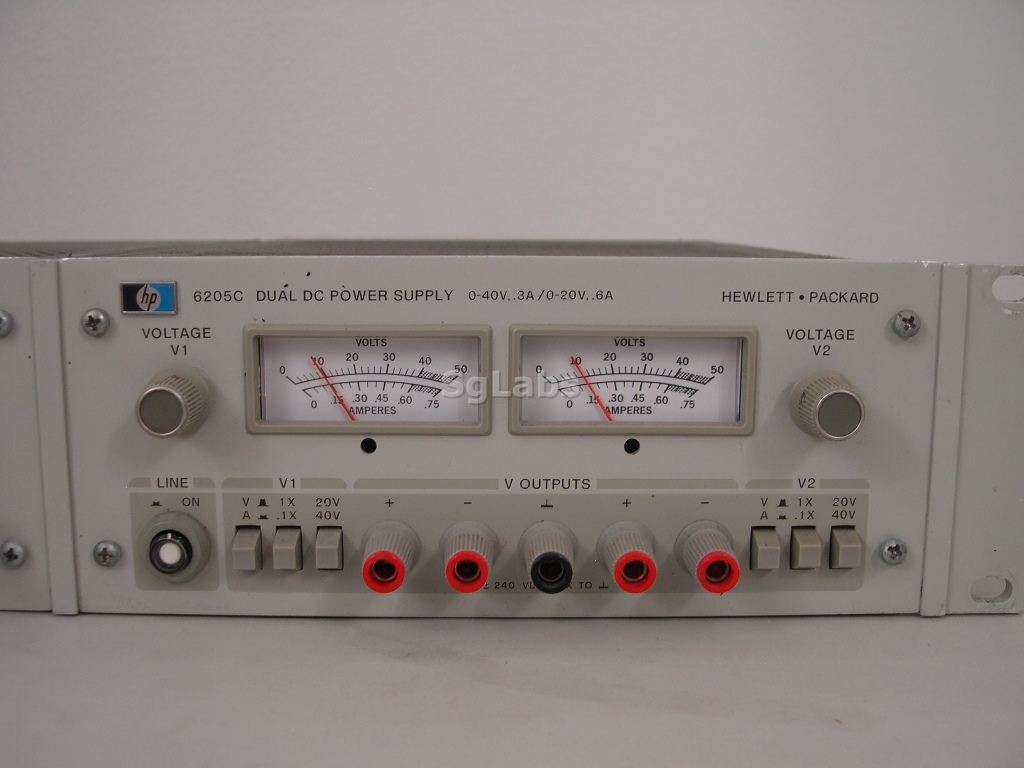 hp 6205C DUAL DC POWER SUPPLY 0-40V,.3A/0-20V,.6A HEWLETT • PACKARD
VOLTAGE
V1
VOLTS
0 10 20 30 40 50
0 .15 .30 .45 .60 .75
AMPERES
VOLTS
0 10 20 30 40 50
0 .15 .30 .45 .60 .75
AMPERES
VOLTAGE
V2
SgLabs
LINE V1 V OUTPUTS V2
ON
V 1X 20V
A .1X 40V
+ − ⏊ + −
V 1X 20V
A .1X 40V
240 TO ⏊